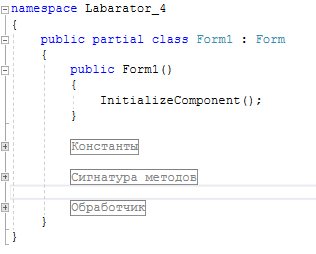 namespace Labarator_4
{
public partial class Form1 : Form
{
public Form1()
{
InitializeComponent();
}
Константы
Сигнатура методов
Обработчик
}
}